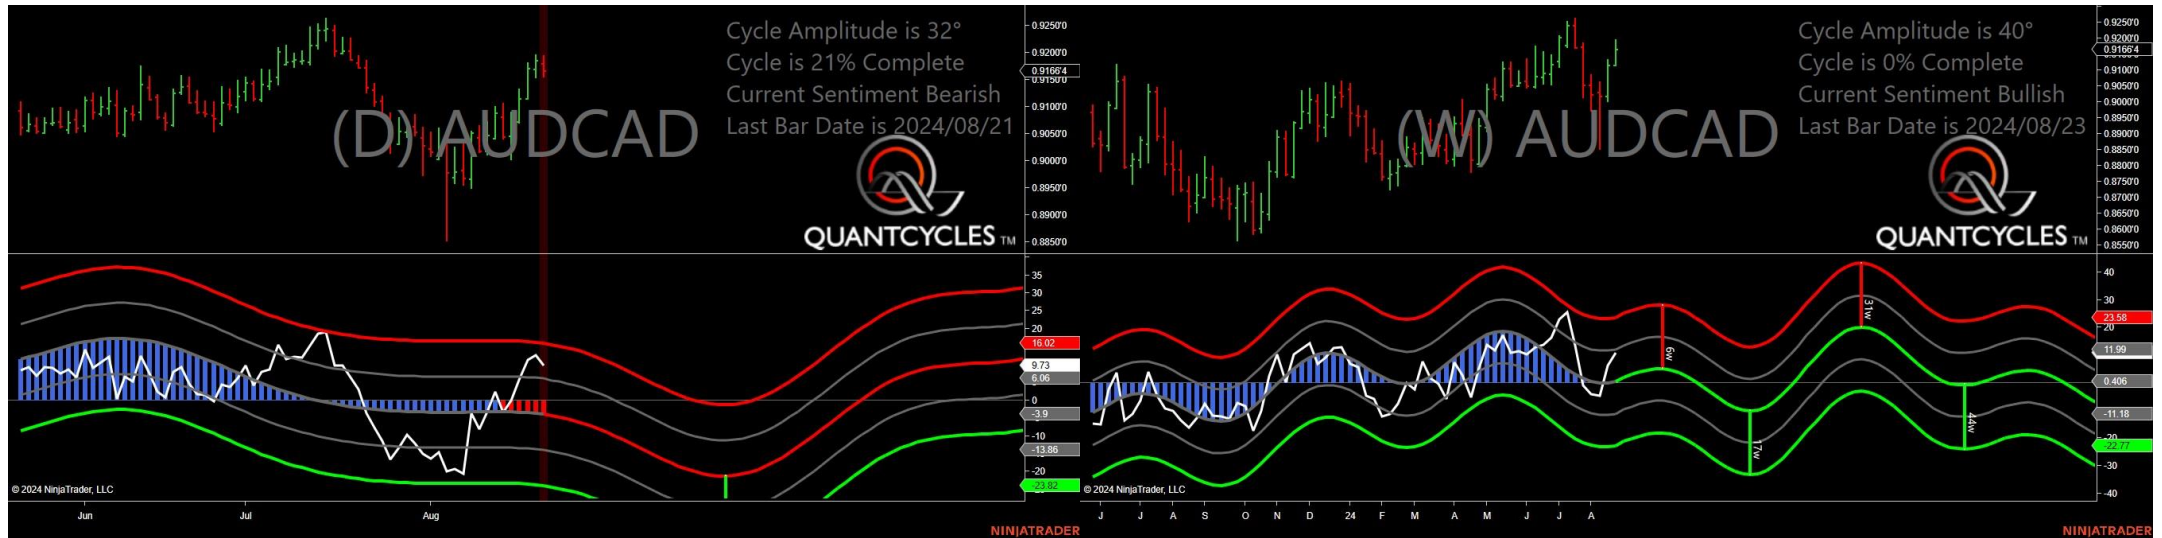 Cycle Amplitude is 32°
Cycle is 21% Complete
Current Sentiment Bearish
Last Bar Date is 2024/08/21
(D) AUDCAD
QUANTCYCLES TM
0.9250'0
0.9200'0
0.9166'4
0.9150'0
0.9100'0
0.9050'0
0.9000'0
0.8950'0
0.8900'0
0.8850'0
35
30
25
20
16.02
9.73
6.06
0
-3.9
-10
-13.86
-20
-23.82
© 2024 NinjaTrader, LLC
Jun
Jul
Aug
NINJATRADER
Cycle Amplitude is 40°
Cycle is 0% Complete
Current Sentiment Bullish
Last Bar Date is 2024/08/23
(W) AUDCAD
QUANTCYCLES TM
0.9250'0
0.9200'0
0.9166'4
0.9100'0
0.9050'0
0.9000'0
0.8950'0
0.8900'0
0.8850'0
0.8800'0
0.8750'0
0.8700'0
0.8650'0
0.8600'0
0.8550'0
6w
17w
31w
44w
40
30
23.58
20
11.99
0.406
-11.18
-20
-22.77
-30
-40
© 2024 NinjaTrader, LLC
J J A S O N D 24 F M A M J J A
NINJATRADER